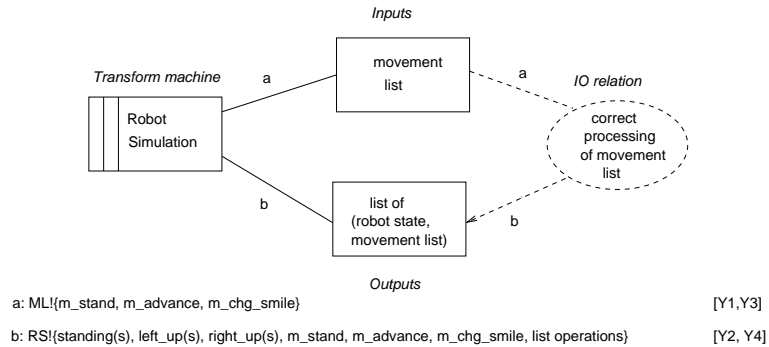 Inputs
Transform machine
a
movement
list
a
IO relation
Robot
Simulation
correct
processing
of movement
list
b
list of
(robot state,
movement list)
b
Outputs
a: ML!{m_stand, m_advance, m_chg_smile} [Y1,Y3]
b: RS!{standing(s), left_up(s), right_up(s), m_stand, m_advance, m_chg_smile, list operations} [Y2, Y4]